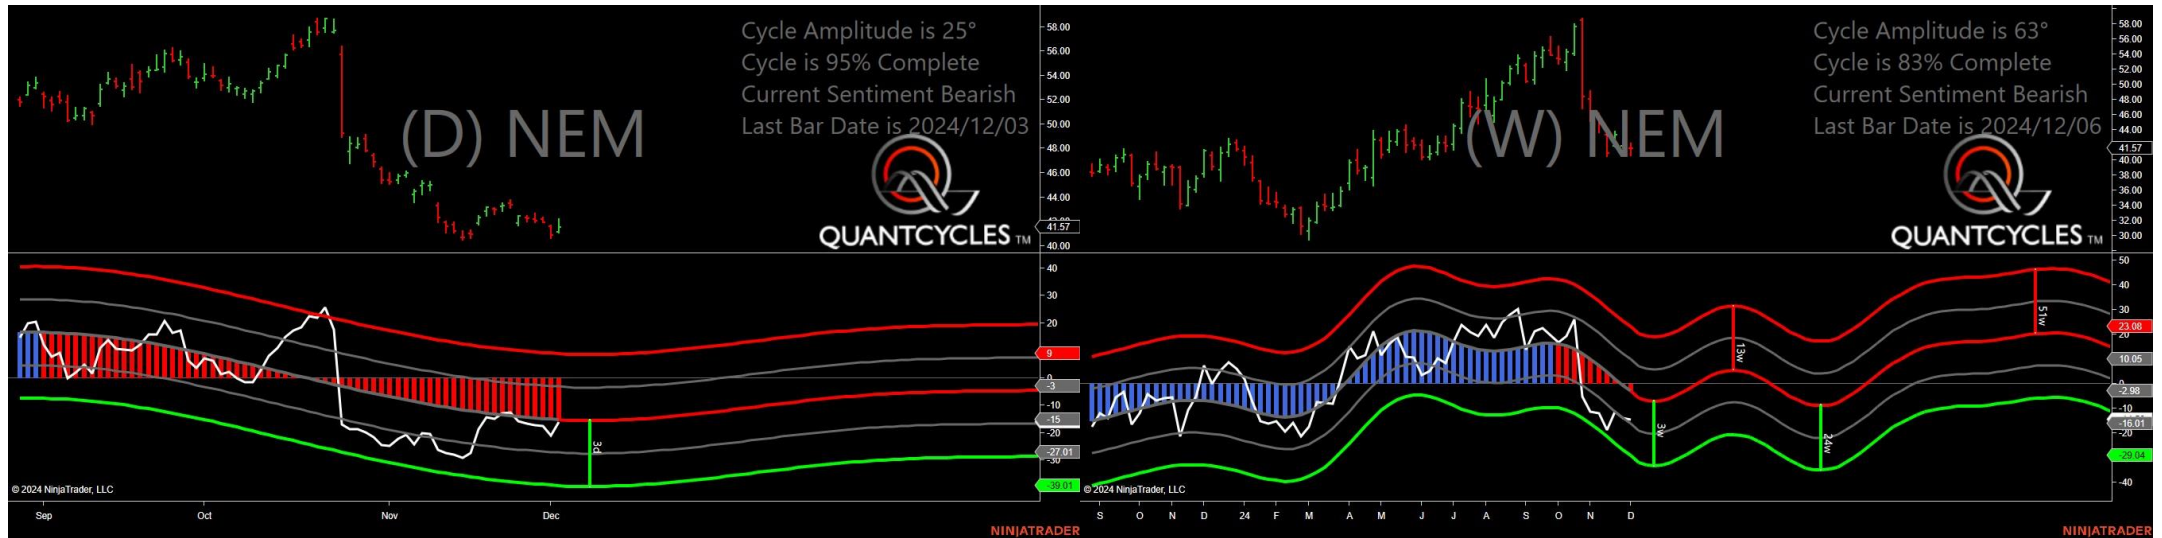 Cycle Amplitude is 25°
Cycle is 95% Complete
Current Sentiment Bearish
Last Bar Date is 2024/12/03
(D) NEM
QUANTCYCLES TM
58.00
56.00
54.00
52.00
50.00
48.00
46.00
44.00
41.57
40.00
40
30
20
9
0
-3
-10
-15
-20
-27.01
-30
-39.01
3d
© 2024 NinjaTrader, LLC
Sep Oct Nov Dec
NINJATRADER
Cycle Amplitude is 63°
Cycle is 83% Complete
Current Sentiment Bearish
Last Bar Date is 2024/12/06
(W) NEM
QUANTCYCLES TM
58.00
56.00
54.00
52.00
50.00
48.00
46.00
44.00
41.57
40.00
38.00
36.00
34.00
32.00
30.00
50
40
30
23.08
20
10.05
-2.98
-10
-16.01
-20
-29.04
-40
3w
13w
24w
51w
© 2024 NinjaTrader, LLC
S O N D 24 F M A M J J A S O N D
NINJATRADER